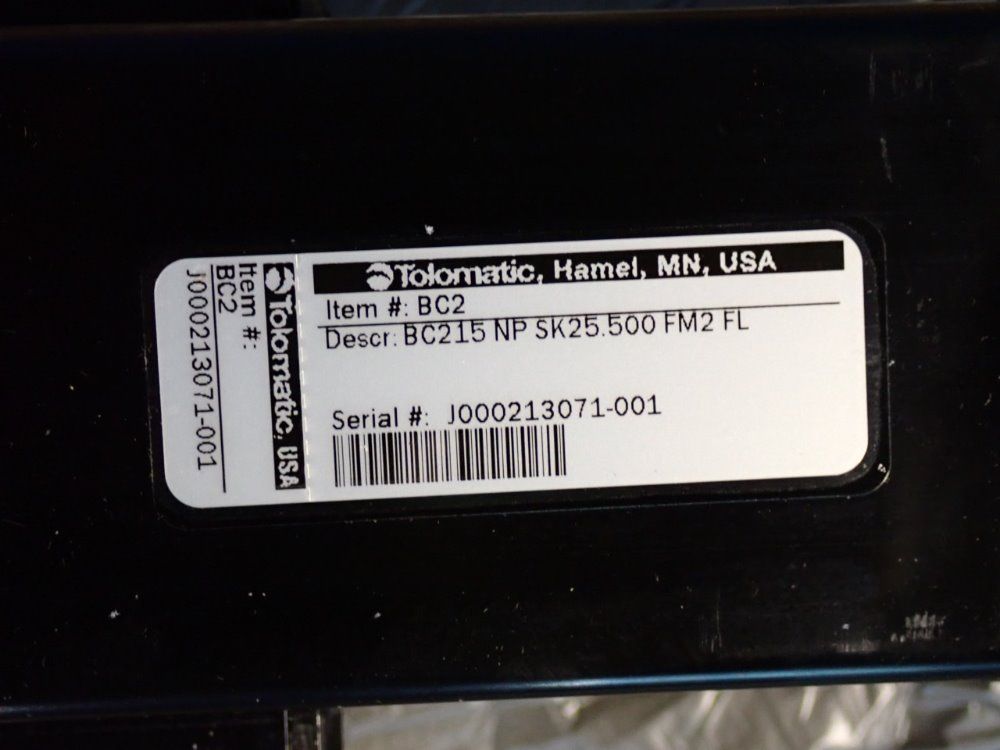 Tolomatic, USA
Item #:
BC2
J000213071-001
Tolomatic, Hamel, MN, USA
Item #: BC2
Descr: BC215 NP SK25.500 FM2 FL
Serial #: J000213071-001